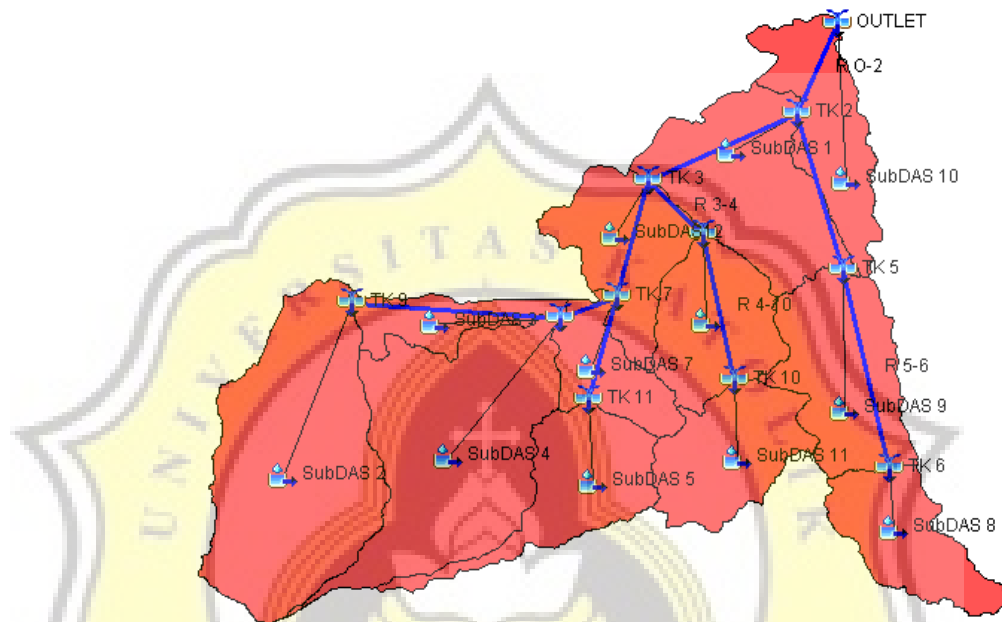 OUTLET
R O-2
TK 2
SubDAS 1
SubDAS 10
TK 3
R 3-4
TK 5
TK 7
TK 9
R 4-10
SubDAS
SubDAS 7
R 5-6
TK 10
TK 11
SubDAS 9
SubDAS 4
SubDAS 11
TK 6
SubDAS 2
SubDAS 5
SubDAS 8
UNIVERSITAS